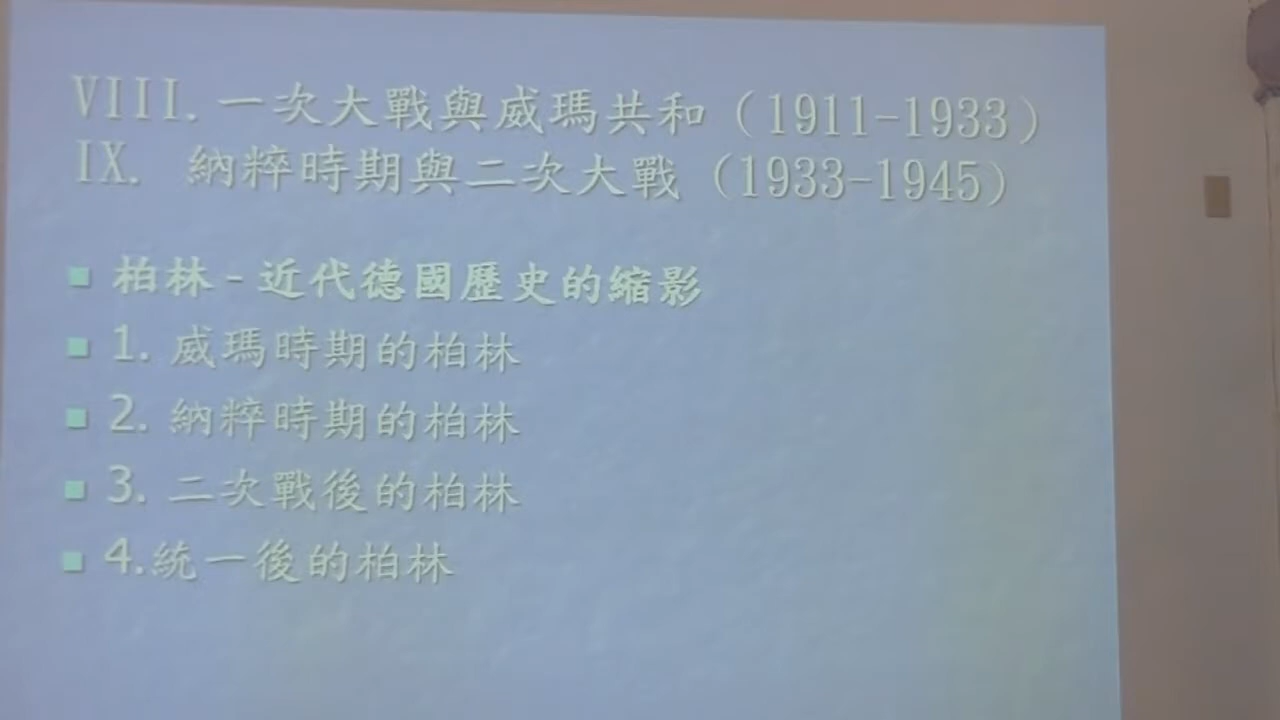 VIII. 一次大戰與威瑪共和（1911-1933）
IX. 納粹時期與二次大戰（1933-1945）
柏林-近代德國歷史的縮影
1. 威瑪時期的柏林
2. 納粹時期的柏林
3. 二次戰後的柏林
4.統一後的柏林